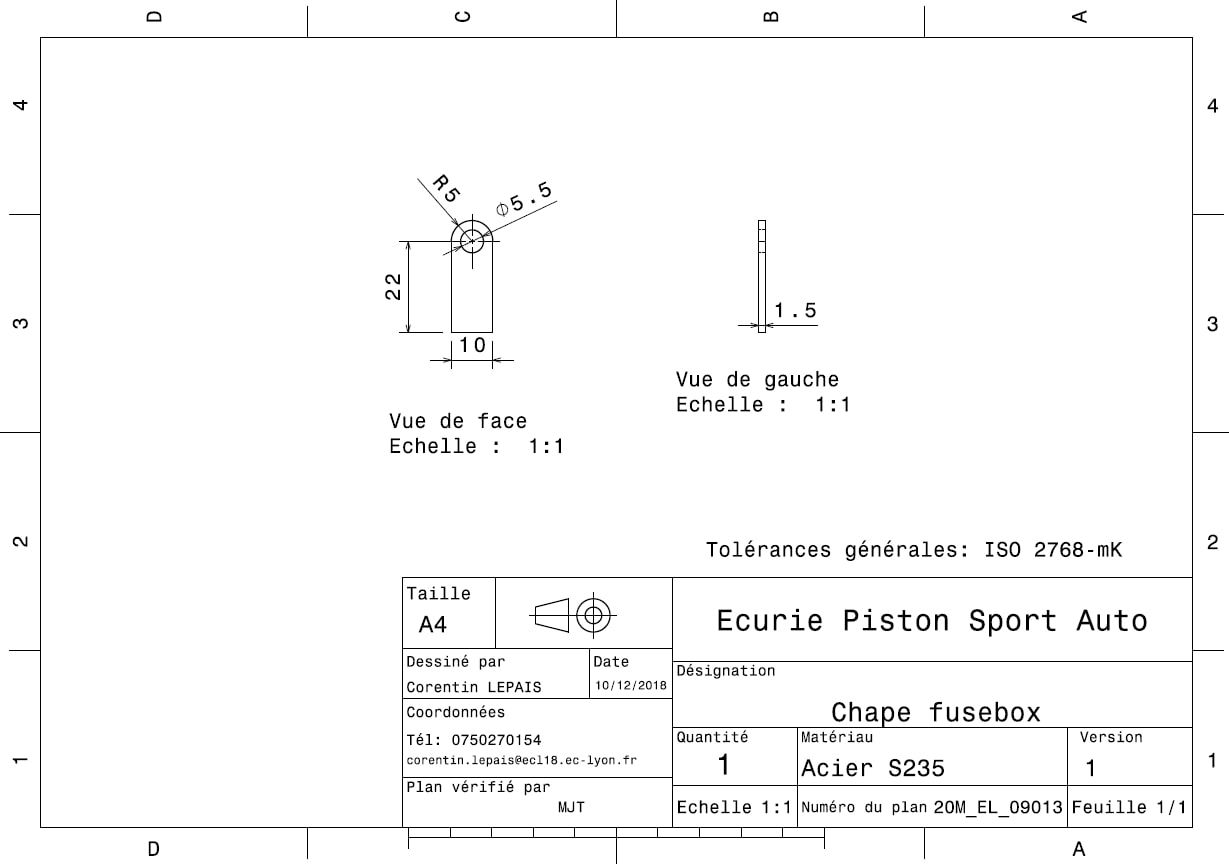 D C B A
4 4
R5
⌀5.5
22
10
1.5
3 3
Vue de gauche
Echelle : 1:1
Vue de face
Echelle : 1:1
2 2
Tolérances générales: ISO 2768-mK
Taille
A4
Ecurie Piston Sport Auto
Dessiné par
Corentin LEPAIS
Date
10/12/2018
Désignation
Chape fusebox
Coordonnées
Tél: 0750270154
corentin.lepais@ecl18.ec-lyon.fr
Quantité
1
Matériau
Acier S235
Version
1
1 1
Plan vérifié par
MJT
Echelle 1:1
Numéro du plan 20M_EL_09013
Feuille 1/1
D A